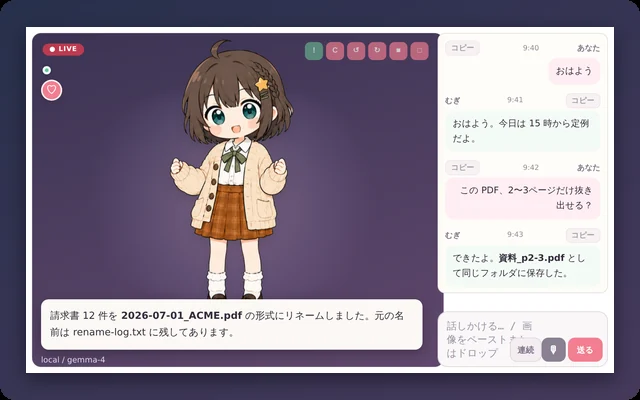 LIVE
! C ↺ ↻
♡
請求書 12 件を 2026-07-01_ACME.pdf の形式にリネームしました。元の名
前は rename-log.txt に残してあります。
local / gemma-4
コピー 9:40 あなた
おはよう
むぎ 9:41 コピー
おはよう。今日は 15 時から定例
だよ。
コピー 9:42 あなた
この PDF、2〜3ページだけ抜き
出せる？
むぎ 9:43 コピー
できたよ。資料_p2-3.pdf とし
て同じフォルダに保存した。
話しかける… / 画
像をペースト
はドロップ
連続
送る